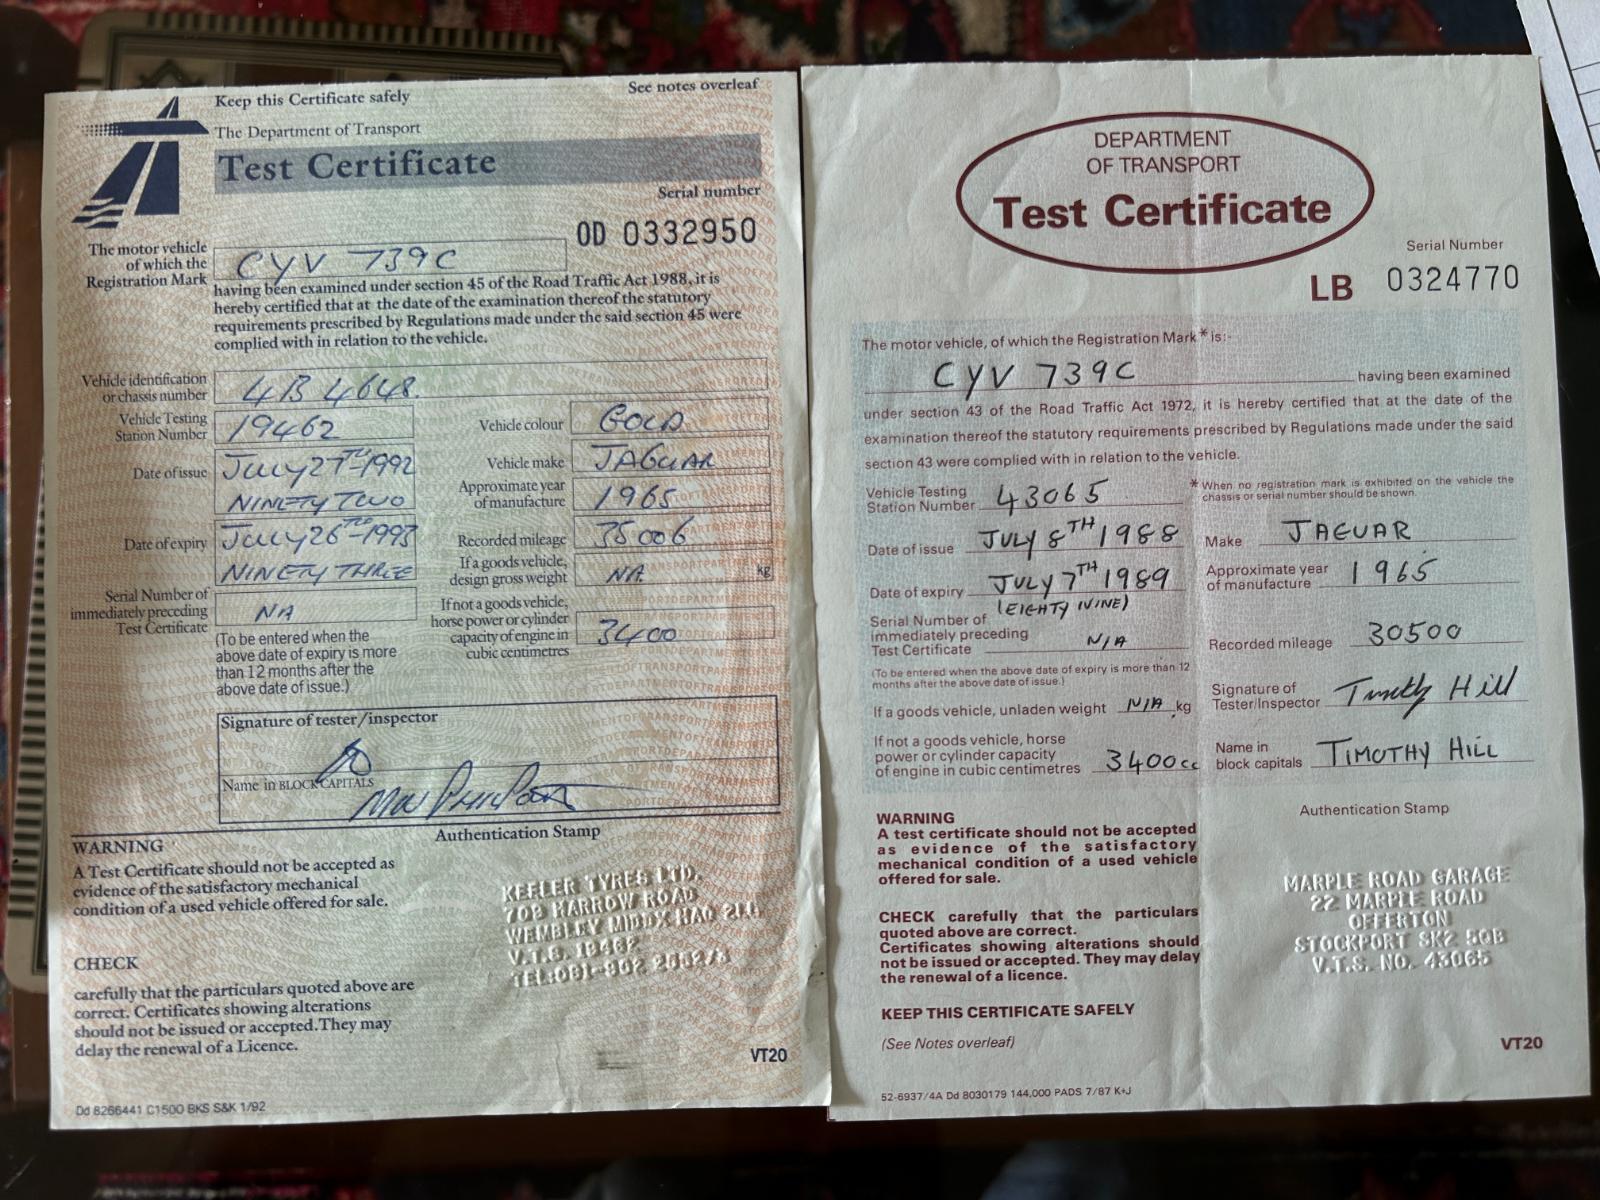 Keep this Certificate safely
See notes overleaf
The Department of Transport
Test Certificate
Serial number
OD 0332950
The motor vehicle
of which the
Registration Mark
CYV 739C
having been examined under section 45 of the Road Traffic Act 1988, it is
hereby certified that at the date of the examination thereof the statutory
requirements prescribed by Regulations made under the said section 45 were
complied with in relation to the vehicle.
Vehicle identification
or chassis number
4B 4648.
Vehicle Testing
Station Number
19462
Vehicle colour
GOLD
Date of issue
JULY 27TH-1992
NINETY TWO
Vehicle make
JAGUAR
Approximate year
of manufacture
1965
Date of expiry
JULY 26TH-1993
NINETY THREE
Recorded mileage
35006
If a goods vehicle,
design gross weight
NA
kg
Serial Number of
immediately preceding
Test Certificate
NA
If not a goods vehicle,
horse power or cylinder
capacity of engine in
cubic centimetres
3400
(To be entered when the
above date of expiry is more
than 12 months after the
above date of issue.)
Signature of tester/inspector
Name in BLOCK CAPITALS
Authentication Stamp
WARNING
A Test Certificate should not be accepted as
evidence of the satisfactory mechanical
condition of a used vehicle offered for sale.
CHECK
carefully that the particulars quoted above are
correct. Certificates showing alterations
should not be issued or accepted. They may
delay the renewal of a Licence.
TYRES LTD.
709 HARROW ROAD
WEMBLEY MIDDX HA0
V.T.S. 19462
VT20
Dd 8266441 C1500 BKS S&K 1/92
DEPARTMENT
OF TRANSPORT
Test Certificate
Serial Number
LB 0324770
The motor vehicle, of which the Registration Mark * is:-
CYV 739C having been examined
under section 43 of the Road Traffic Act 1972, it is hereby certified that at the date of the
examination thereof the statutory requirements prescribed by Regulations made under the said
section 43 were complied with in relation to the vehicle.
Vehicle Testing
Station Number
43065
* When no registration mark is exhibited on the vehicle the
chassis or serial number should be shown.
Date of issue JULY 8TH 1988
Make JAGUAR
Date of expiry JULY 7TH 1989
(EIGHTY NINE)
Approximate year
of manufacture
1965
Serial Number of
immediately preceding
Test Certificate
N/A
Recorded mileage 30500
(To be entered when the above date of expiry is more than 12
months after the above date of issue.)
Signature of
Tester/Inspector
Timothy Hill
If a goods vehicle, unladen weight N/A kg
If not a goods vehicle, horse
power or cylinder capacity
of engine in cubic centimetres
3400cc
Name in
block capitals
TIMOTHY HILL
WARNING
A test certificate should not be accepted
as evidence of the satisfactory
mechanical condition of a used vehicle
offered for sale.
Authentication Stamp
CHECK carefully that the particulars
quoted above are correct.
Certificates showing alterations should
not be issued or accepted. They may delay
the renewal of a licence.
MARPLE ROAD GARAGE
22 MARPLE ROAD
OFFERTON
STOCKPORT SK2 5QB
V.T.S. NO. 43065
KEEP THIS CERTIFICATE SAFELY
(See Notes overleaf)
VT20
52-6937/4A Dd 8030179 144,000 PADS 7/87 K+J